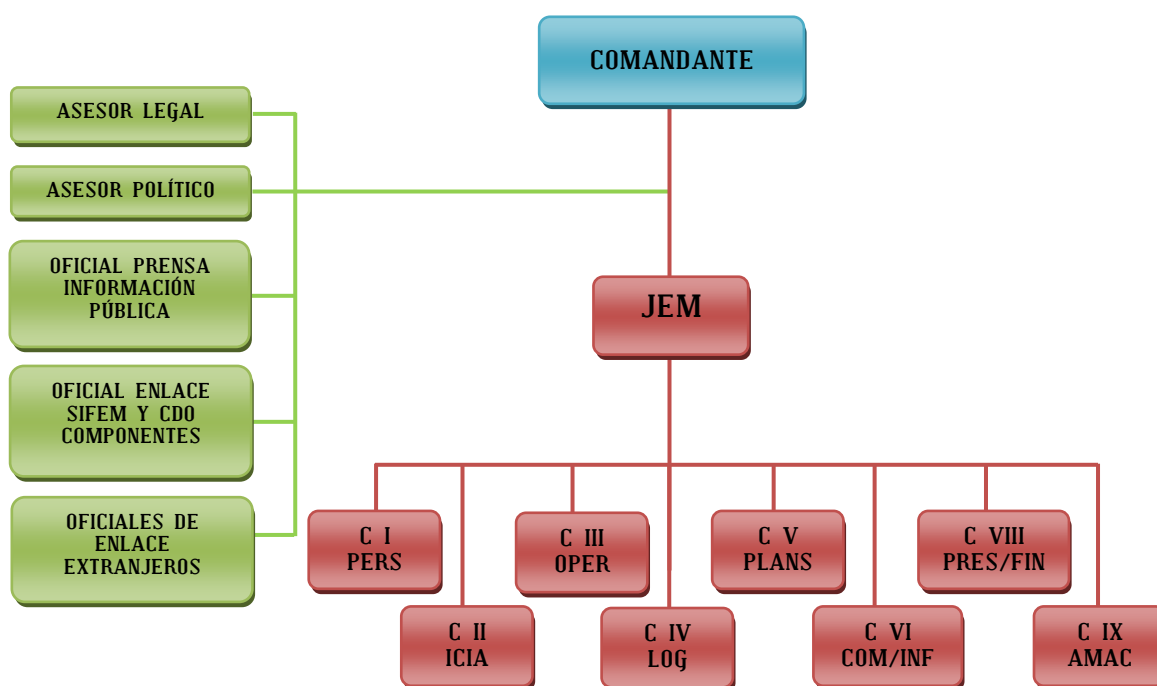 COMANDANTE
ASESOR LEGAL
ASESOR POLÍTICO
OFICIAL PRENSA
INFORMACIÓN
PÚBLICA
OFICIAL ENLACE
SIFEM Y CDO
COMPONENTES
OFICIALES DE
ENLACE
EXTRANJEROS
JEM
C I
PERS
C II
ICIA
C III
OPER
C IV
LOG
C V
PLANS
C VI
COM/INF
C VIII
PRES/FIN
C IX
AMAC